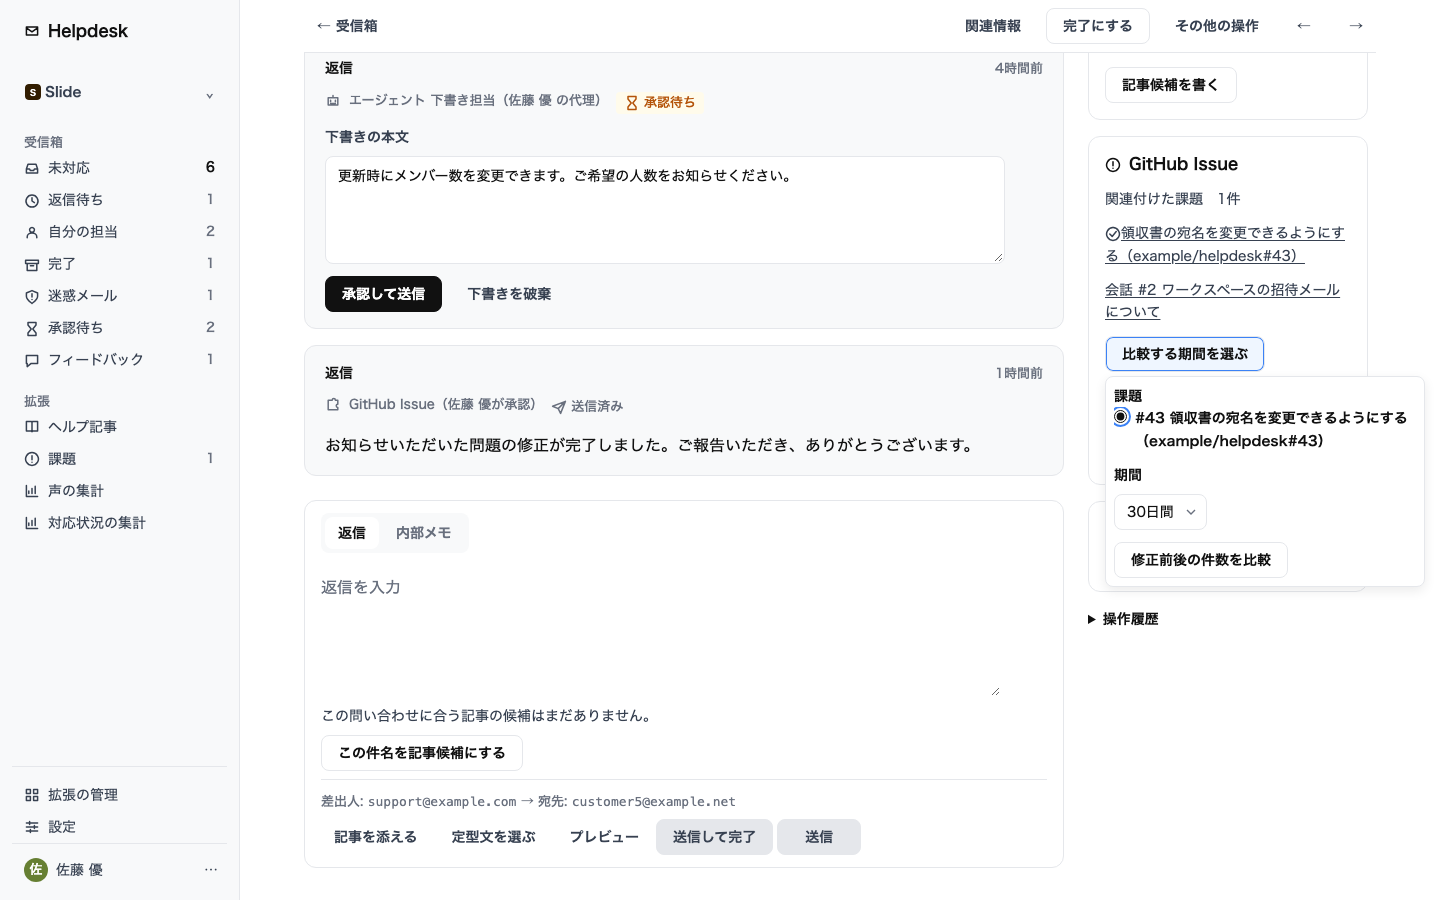 Helpdesk
Slide
受信箱
未対応 6
返信待ち 1
自分の担当 2
完了 1
迷惑メール 1
承認待ち 2
フィードバック 1
拡張
ヘルプ記事
課題 1
声の集計
対応状況の集計
拡張の管理
設定
佐 佐藤 優 …
← 受信箱
関連情報 完了にする その他の操作 ← →
返信 4時間前
エージェント 下書き担当（佐藤 優 の代理） 承認待ち
下書きの本文
更新時にメンバー数を変更できます。ご希望の人数をお知らせください。
承認して送信 下書きを破棄
返信 1時間前
GitHub Issue（佐藤 優が承認） 送信済み
お知らせいただいた問題の修正が完了しました。ご報告いただき、ありがとうございます。
返信 内部メモ
返信を入力
この問い合わせに合う記事の候補はまだありません。
この件名を記事候補にする
差出人: support@example.com → 宛先: customer5@example.net
記事を添える 定型文を選ぶ プレビュー 送信して完了 送信
記事候補を書く
GitHub Issue
関連付けた課題 1件
領収書の宛名を変更できるようにす
る（example/helpdesk#43）
会話 #2 ワークスペースの招待メール
について
比較する期間を選ぶ
課題
#43 領収書の宛名を変更できるようにする
（example/helpdesk#43）
期間
30日間
修正前後の件数を比較
▶ 操作履歴